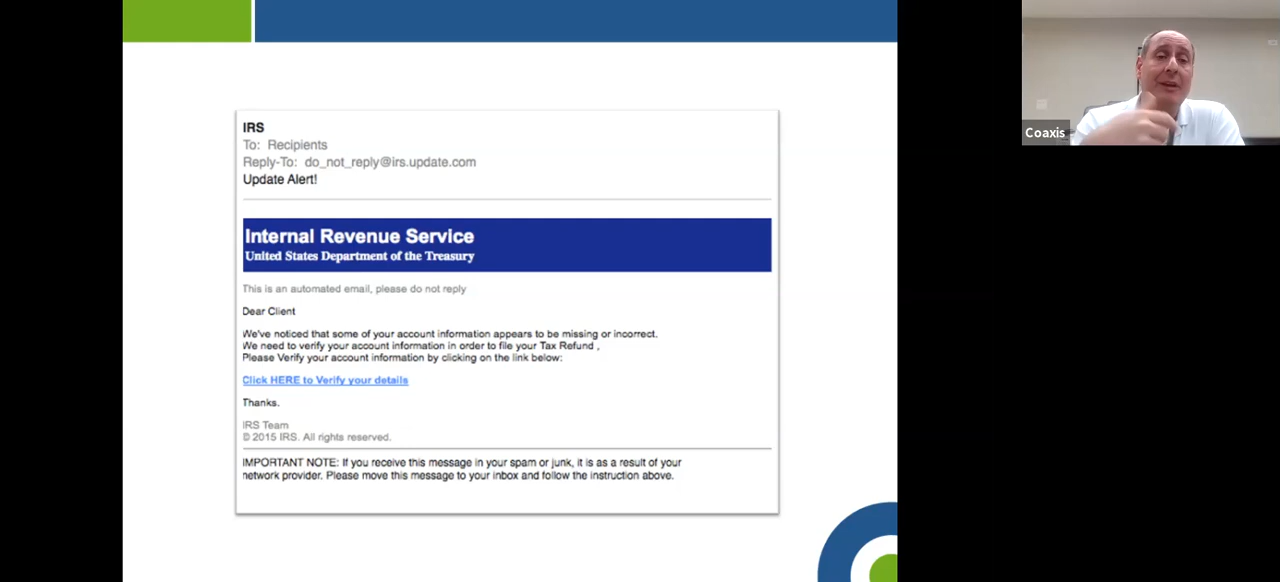 IRS
To: Recipients
Reply-To: do_not_reply@irs.update.com
Update Alert!
Internal Revenue Service
United States Department of the Treasury
This is an automated email, please do not reply
Dear Client
We've noticed that some of your account information appears to be missing or incorrect.
We need to verify your account information in order to file your Tax Refund ,
Please Verify your account information by clicking on the link below:
Click HERE to Verify your details
Thanks.
IRS Team
© 2015 IRS. All rights reserved.
IMPORTANT NOTE: If you receive this message in your spam or junk, it is as a result of your
network provider. Please move this message to your inbox and follow the instruction above.
Coaxis